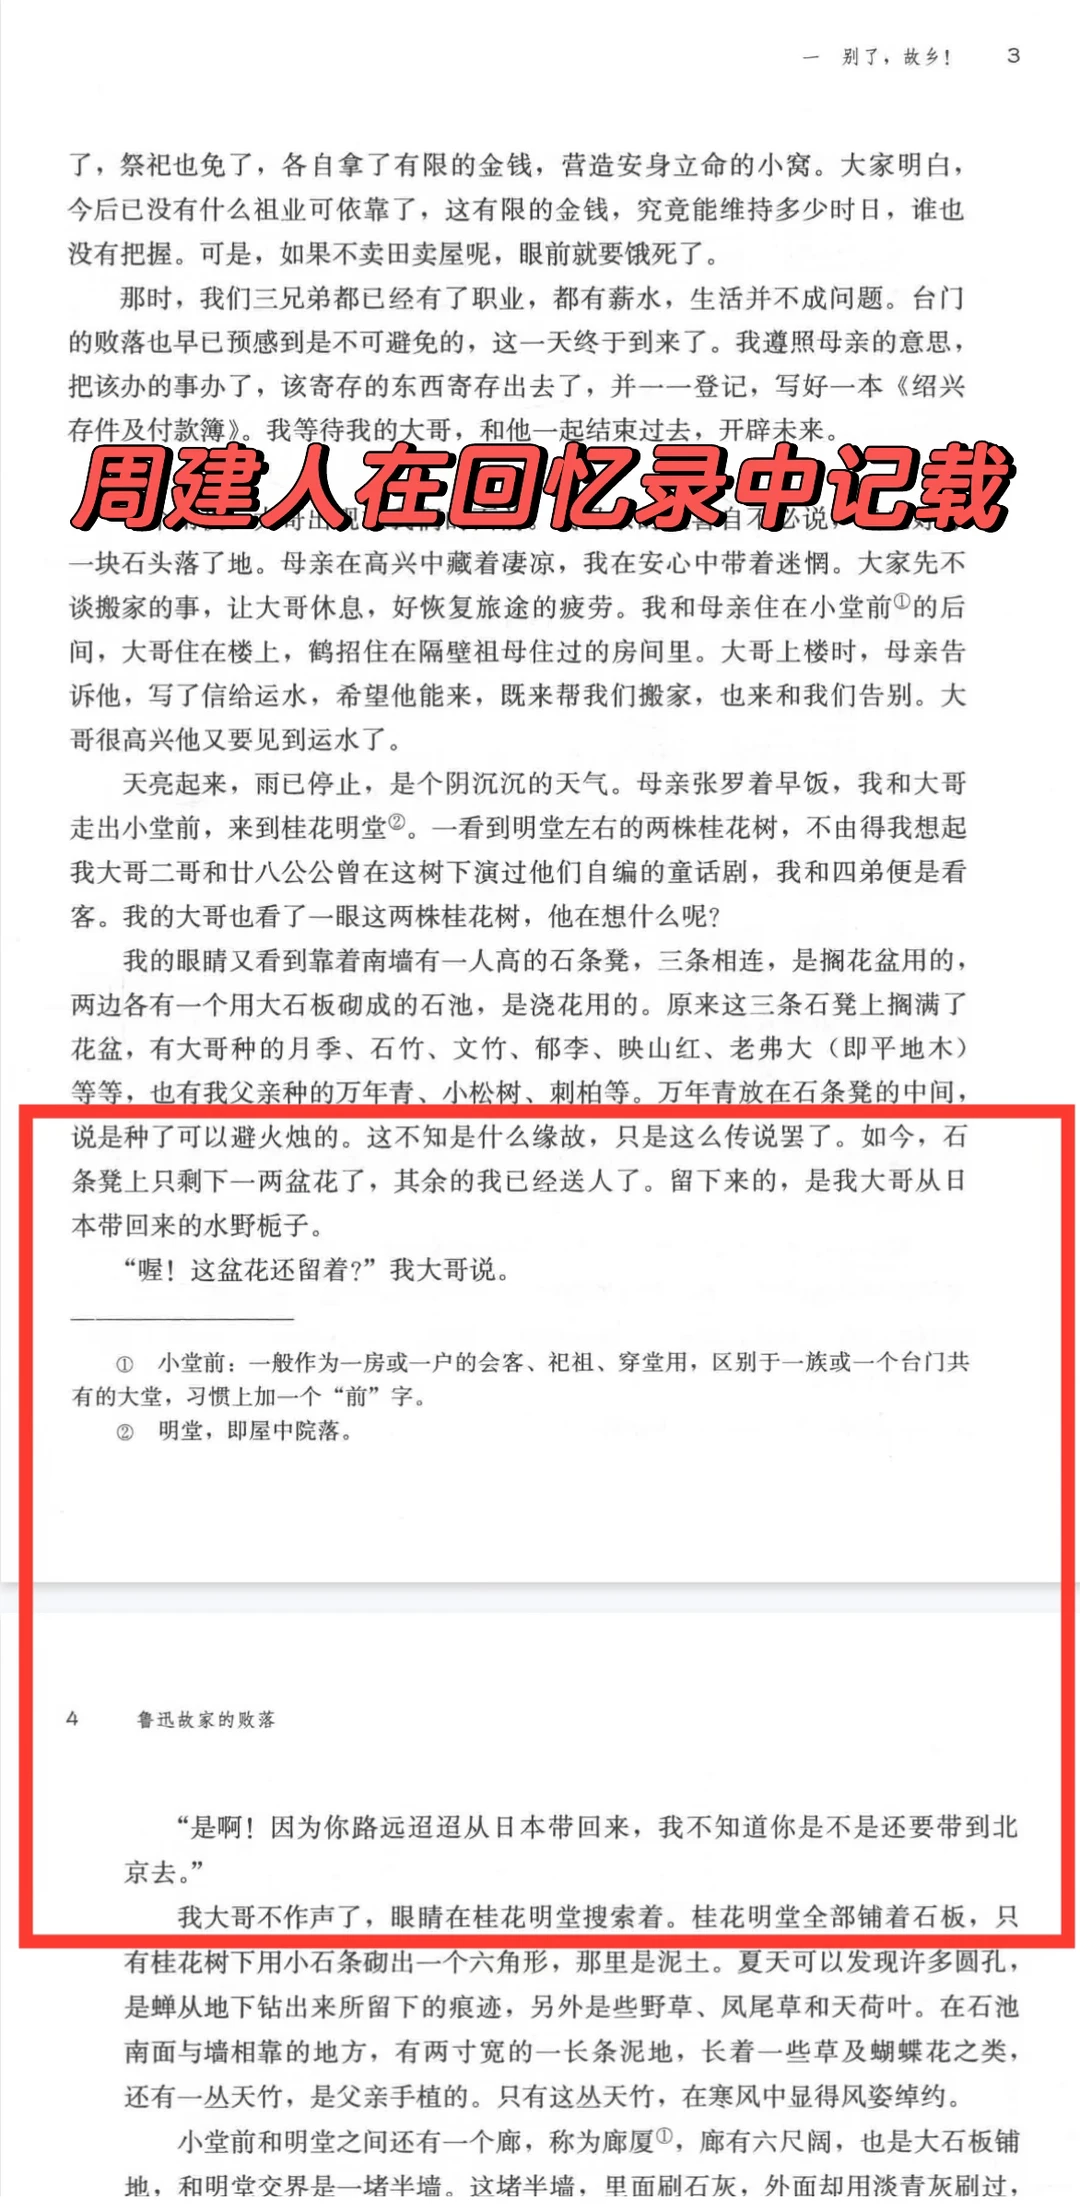 一 别了，故乡！ 3
了，祭祀也免了，各自拿了有限的金钱，营造安身立命的小窝。大家明白，
今后已没有什么祖业可依靠了，这有限的金钱，究竟能维持多少时日，谁也
没有把握。可是，如果不卖田卖屋呢，眼前就要饿死了。
那时，我们三兄弟都已经有了职业，都有薪水，生活并不成问题。台门
的败落也早已预感到是不可避免的，这一天终于到来了。我遵照母亲的意思，
把该办的事办了，该寄存的东西寄存出去了，并一一登记，写好一本《绍兴
存件及付款簿》。我等待我的大哥，和他一起结束过去，开辟未来。
周建人在回忆录中记载
一块石头落了地。母亲在高兴中藏着凄凉，我在安心中带着迷惘。大家先不
谈搬家的事，让大哥休息，好恢复旅途的疲劳。我和母亲住在小堂前①的后
间，大哥住在楼上，鹤招住在隔壁祖母住过的房间里。大哥上楼时，母亲告
诉他，写了信给运水，希望他能来，既来帮我们搬家，也来和我们告别。大
哥很高兴他又要见到运水了。
天亮起来，雨已停止，是个阴沉沉的天气。母亲张罗着早饭，我和大哥
走出小堂前，来到桂花明堂②。一看到明堂左右的两株桂花树，不由得我想起
我大哥二哥和廿八公公曾在这树下演过他们自编的童话剧，我和四弟便是看
客。我的大哥也看了一眼这两株桂花树，他在想什么呢？
我的眼睛又看到靠着南墙有一人高的石条凳，三条相连，是搁花盆用的，
两边各有一个用大石板砌成的石池，是浇花用的。原来这三条石凳上搁满了
花盆，有大哥种的月季、石竹、文竹、郁李、映山红、老弗大（即平地木）
等等，也有我父亲种的万年青、小松树、刺柏等。万年青放在石条凳的中间，
说是种了可以避火烛的。这不知是什么缘故，只是这么传说罢了。如今，石
条凳上只剩下一两盆花了，其余的我已经送人了。留下来的，是我大哥从日
本带回来的水野栀子。
“喔！这盆花还留着？”我大哥说。
① 小堂前：一般作为一房或一户的会客、祀祖、穿堂用，区别于一族或一个台门共
有的大堂，习惯上加一个“前”字。
② 明堂，即屋中院落。
4 鲁迅故家的败落
“是啊！因为你路远迢迢从日本带回来，我不知道你是不是还要带到北
京去。”
我大哥不作声了，眼睛在桂花明堂搜索着。桂花明堂全部铺着石板，只
有桂花树下用小石条砌出一个六角形，那里是泥土。夏天可以发现许多圆孔，
是蝉从地下钻出来所留下的痕迹，另外是些野草、凤尾草和天荷叶。在石池
南面与墙相靠的地方，有两寸宽的一长条泥地，长着一些草及蝴蝶花之类，
还有一丛天竹，是父亲手植的。只有这丛天竹，在寒风中显得风姿绰约。
小堂前和明堂之间还有一个廊，称为廊厦①，廊有六尺阔，也是大石板铺
地，和明堂交界是一堵半墙。这堵半墙，里面刷石灰，外面却用淡青灰刷过，